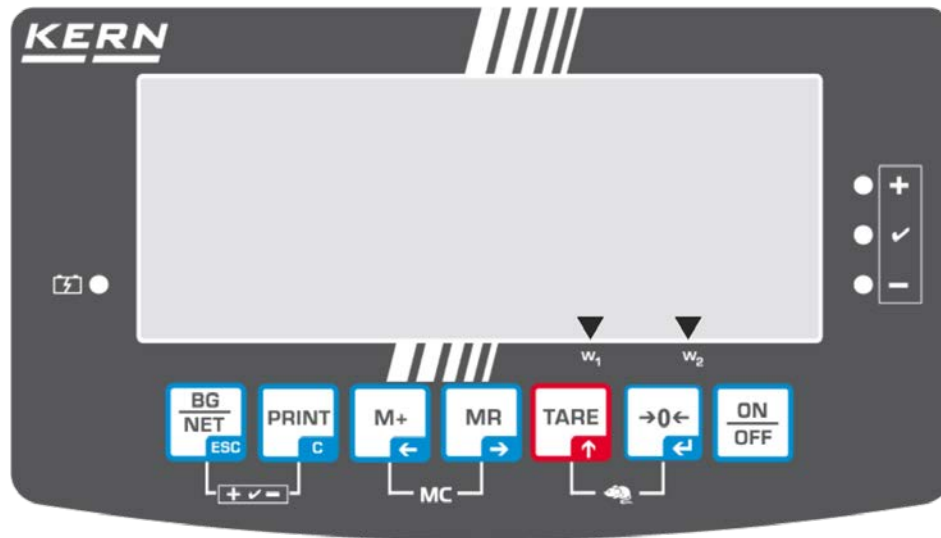 KERN
+
✓
−
W₁ W₂
BG
NET
ESC
PRINT
C
M+
←
MR
→
TARE
↑
→0←
↵
ON
OFF
+ ✓ −
MC